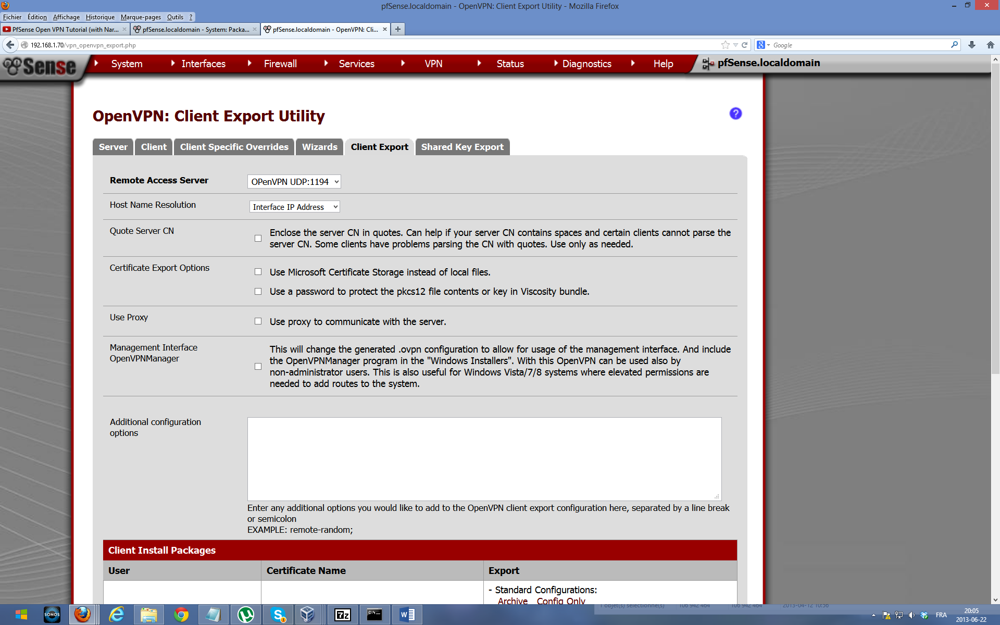 pfSense.localdomain - OpenVPN: Client Export Utility - Mozilla Firefox
Fichier Édition Affichage Historique Marque-pages Outils ?
PfSense Open VPN Tutorial (with Nar...
pfSense.localdomain - System: Packa...
pfSense.localdomain - OpenVPN: Cli...
192.168.1.70/vpn_openvpn_export.php
Google
Sense
System Interfaces Firewall Services VPN Status Diagnostics Help
pfSense.localdomain
OpenVPN: Client Export Utility
?
Server Client Client Specific Overrides Wizards Client Export Shared Key Export
Remote Access Server
OPenVPN UDP:1194
Host Name Resolution
Interface IP Address
Quote Server CN
Enclose the server CN in quotes. Can help if your server CN contains spaces and certain clients cannot parse the
server CN. Some clients have problems parsing the CN with quotes. Use only as needed.
Certificate Export Options
Use Microsoft Certificate Storage instead of local files.
Use a password to protect the pkcs12 file contents or key in Viscosity bundle.
Use Proxy
Use proxy to communicate with the server.
Management Interface
OpenVPNManager
This will change the generated .ovpn configuration to allow for usage of the management interface. And include
the OpenVPNManager program in the "Windows Installers". With this OpenVPN can be used also by
non-administrator users. This is also useful for Windows Vista/7/8 systems where elevated permissions are
needed to add routes to the system.
Additional configuration
options
Enter any additional options you would like to add to the OpenVPN client export configuration here, separated by a line break
or semicolon
EXAMPLE: remote-random;
Client Install Packages
User Certificate Name Export
- Standard Configurations:
Archive Config Only
1 objet(s) sélectionné(s) 106 942 464 106 942 464 2013-04-12 10:56
SONOS
7z
C:\
FRA
20:05
2013-06-22